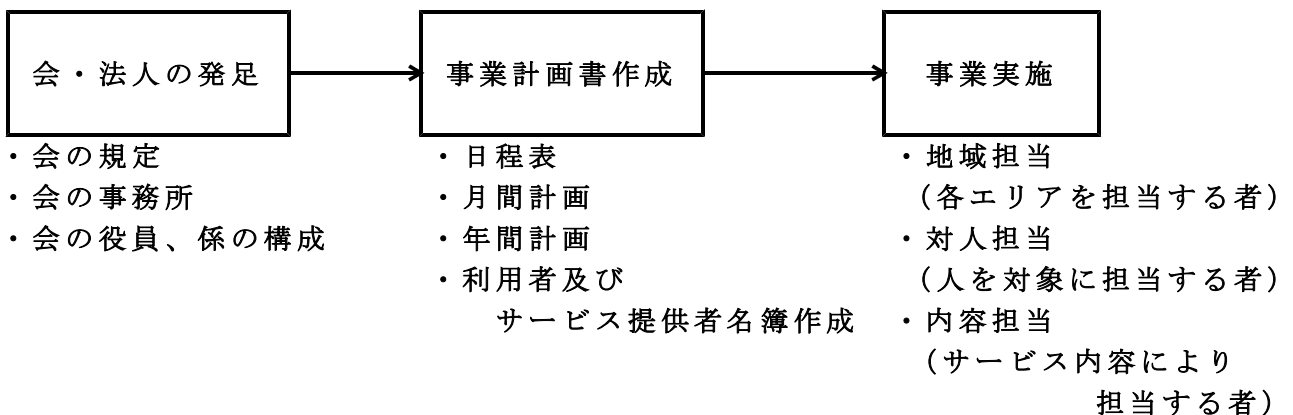 会・法人の発足
・会の規定
・会の事務所
・会の役員、係の構成
事業計画書作成
・日程表
・月間計画
・年間計画
・利用者及び
サービス提供者名簿作成
事業実施
・地域担当
（各エリアを担当する者）
・対人担当
（人を対象に担当する者）
・内容担当
（サービス内容により
担当する者）